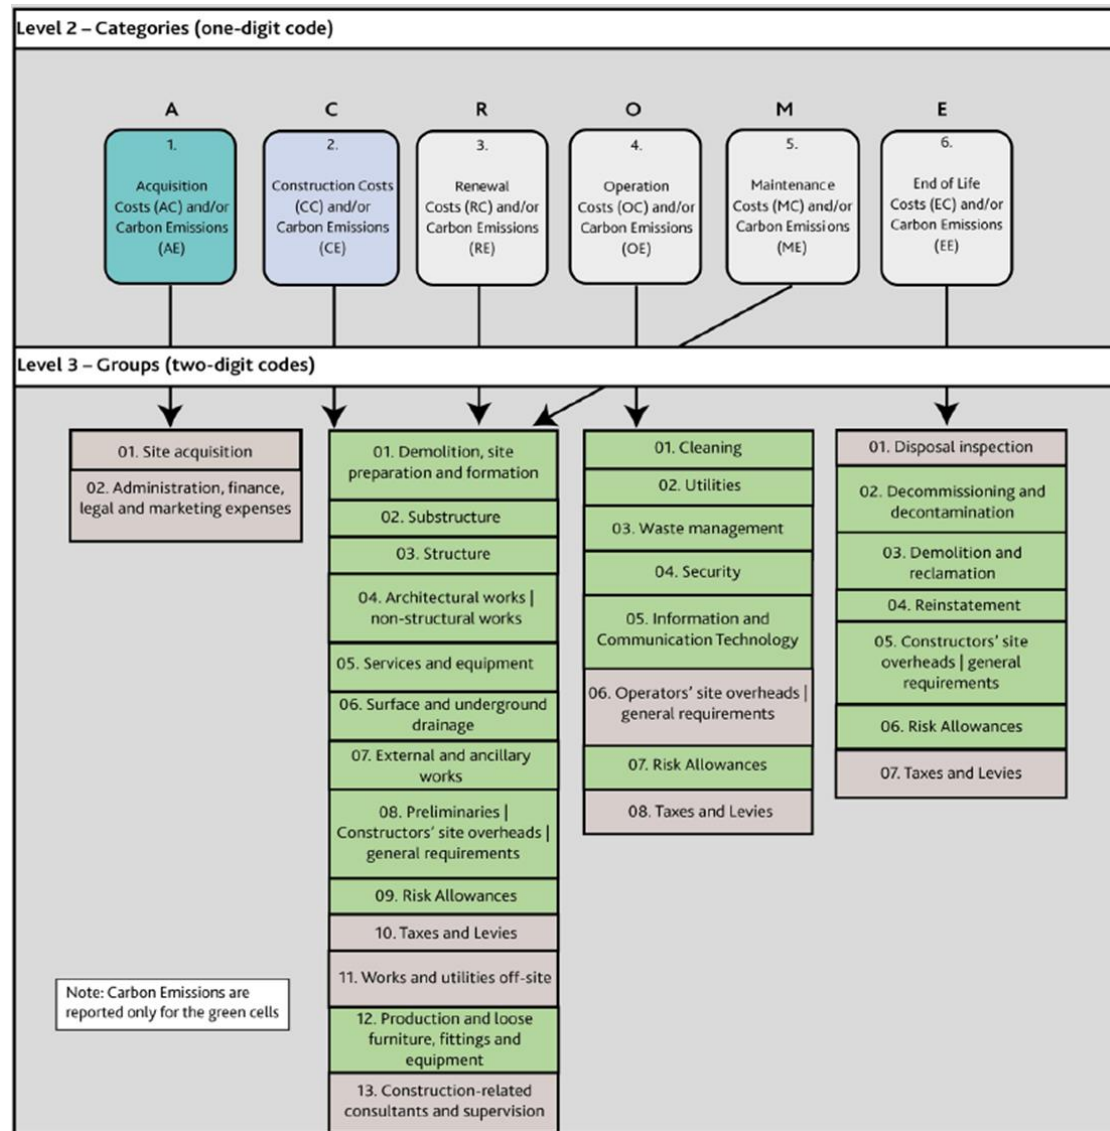 Level 2 – Categories (one-digit code)
A
C
R
O
M
E
1.
Acquisition
Costs (AC) and/or
Carbon Emissions
(AE)
2.
Construction Costs
(CC) and/or
Carbon Emissions
(CE)
3.
Renewal
Costs (RC) and/or
Carbon Emissions
(RE)
4.
Operation
Costs (OC) and/or
Carbon Emissions
(OE)
5.
Maintenance
Costs (MC) and/or
Carbon Emissions
(ME)
6.
End of Life
Costs (EC) and/or
Carbon Emissions
(EE)
Level 3 – Groups (two-digit codes)
01. Site acquisition
02. Administration, finance,
legal and marketing expenses
01. Demolition, site
preparation and formation
02. Substructure
03. Structure
04. Architectural works |
non-structural works
05. Services and equipment
06. Surface and underground
drainage
07. External and ancillary
works
08. Preliminaries |
Constructors' site overheads |
general requirements
09. Risk Allowances
10. Taxes and Levies
11. Works and utilities off-site
12. Production and loose
furniture, fittings and
equipment
13. Construction-related
consultants and supervision
01. Cleaning
02. Utilities
03. Waste management
04. Security
05. Information and
Communication Technology
06. Operators' site overheads |
general requirements
07. Risk Allowances
08. Taxes and Levies
01. Disposal inspection
02. Decommissioning and
decontamination
03. Demolition and
reclamation
04. Reinstatement
05. Constructors' site
overheads | general
requirements
06. Risk Allowances
07. Taxes and Levies
Note: Carbon Emissions are
reported only for the green cells